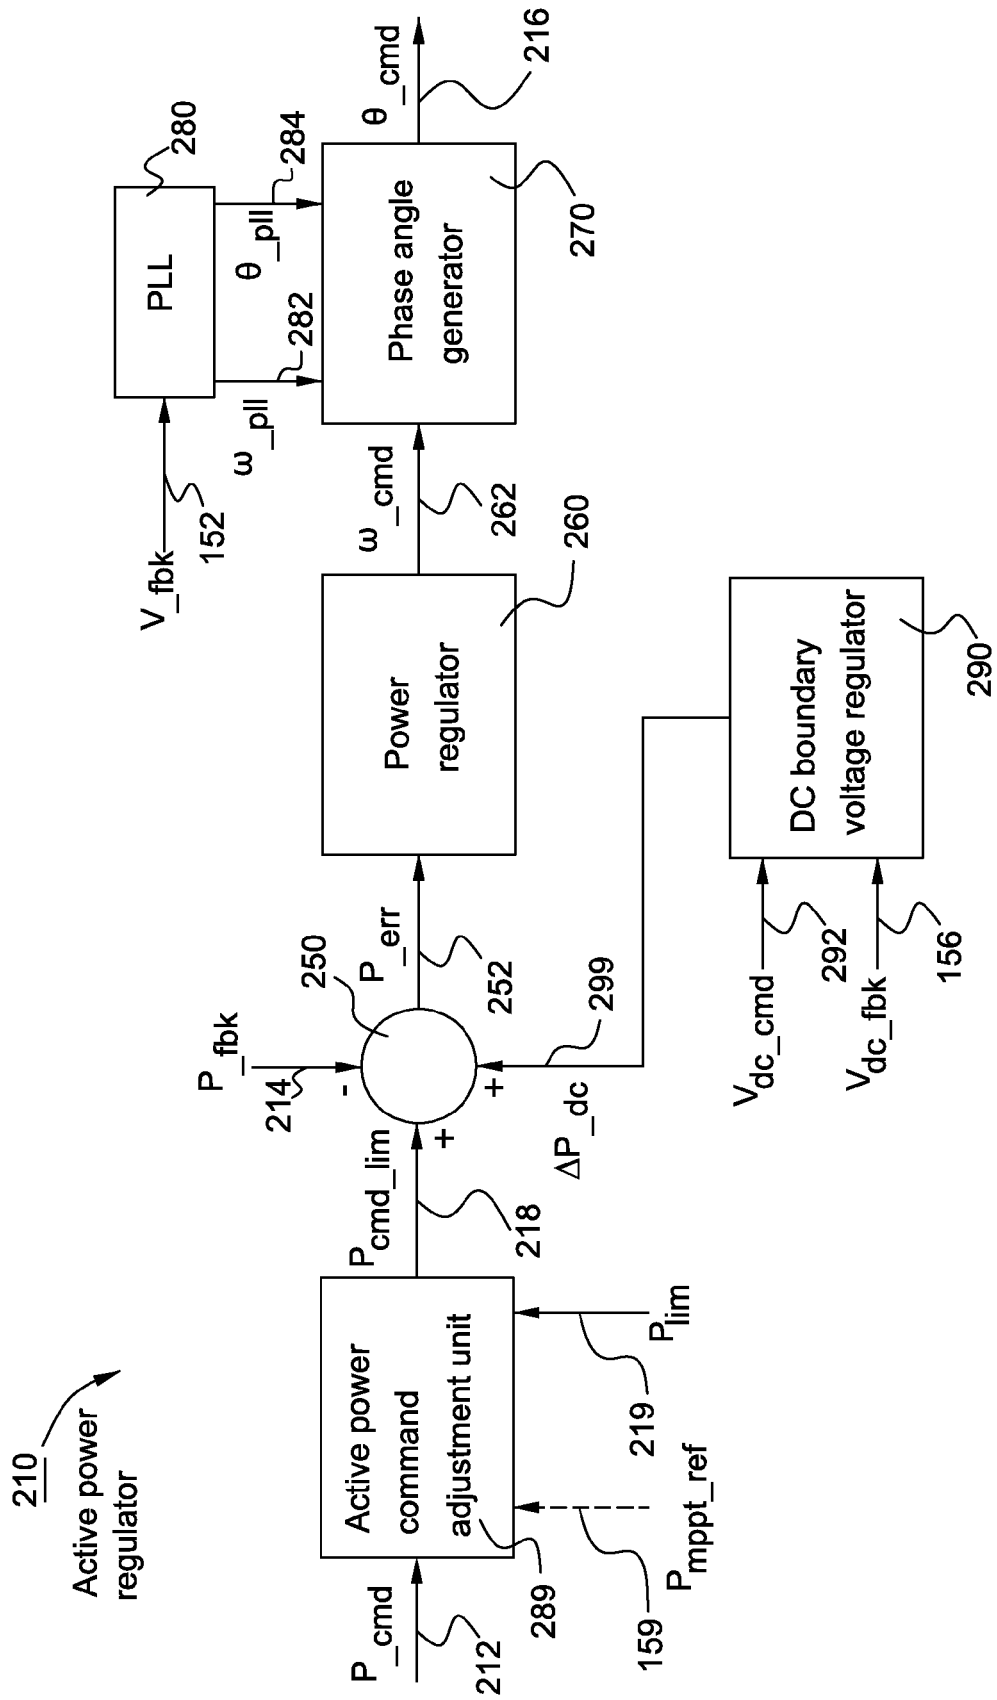 210
Active power
regulator
P_cmd
212
Active power
command
adjustment unit
289
159
P_mppt_ref
219
P_lim
P_cmd_lim
218
P_fbk
214
-
+
+
250
P_err
252
ΔP_dc
299
Power
regulator
260
ω_cmd
262
V_fbk
152
PLL
280
ω_pll
282
θ_pll
284
Phase angle
generator
270
θ_cmd
216
V_dc_cmd
292
V_dc_fbk
156
DC boundary
voltage regulator
290